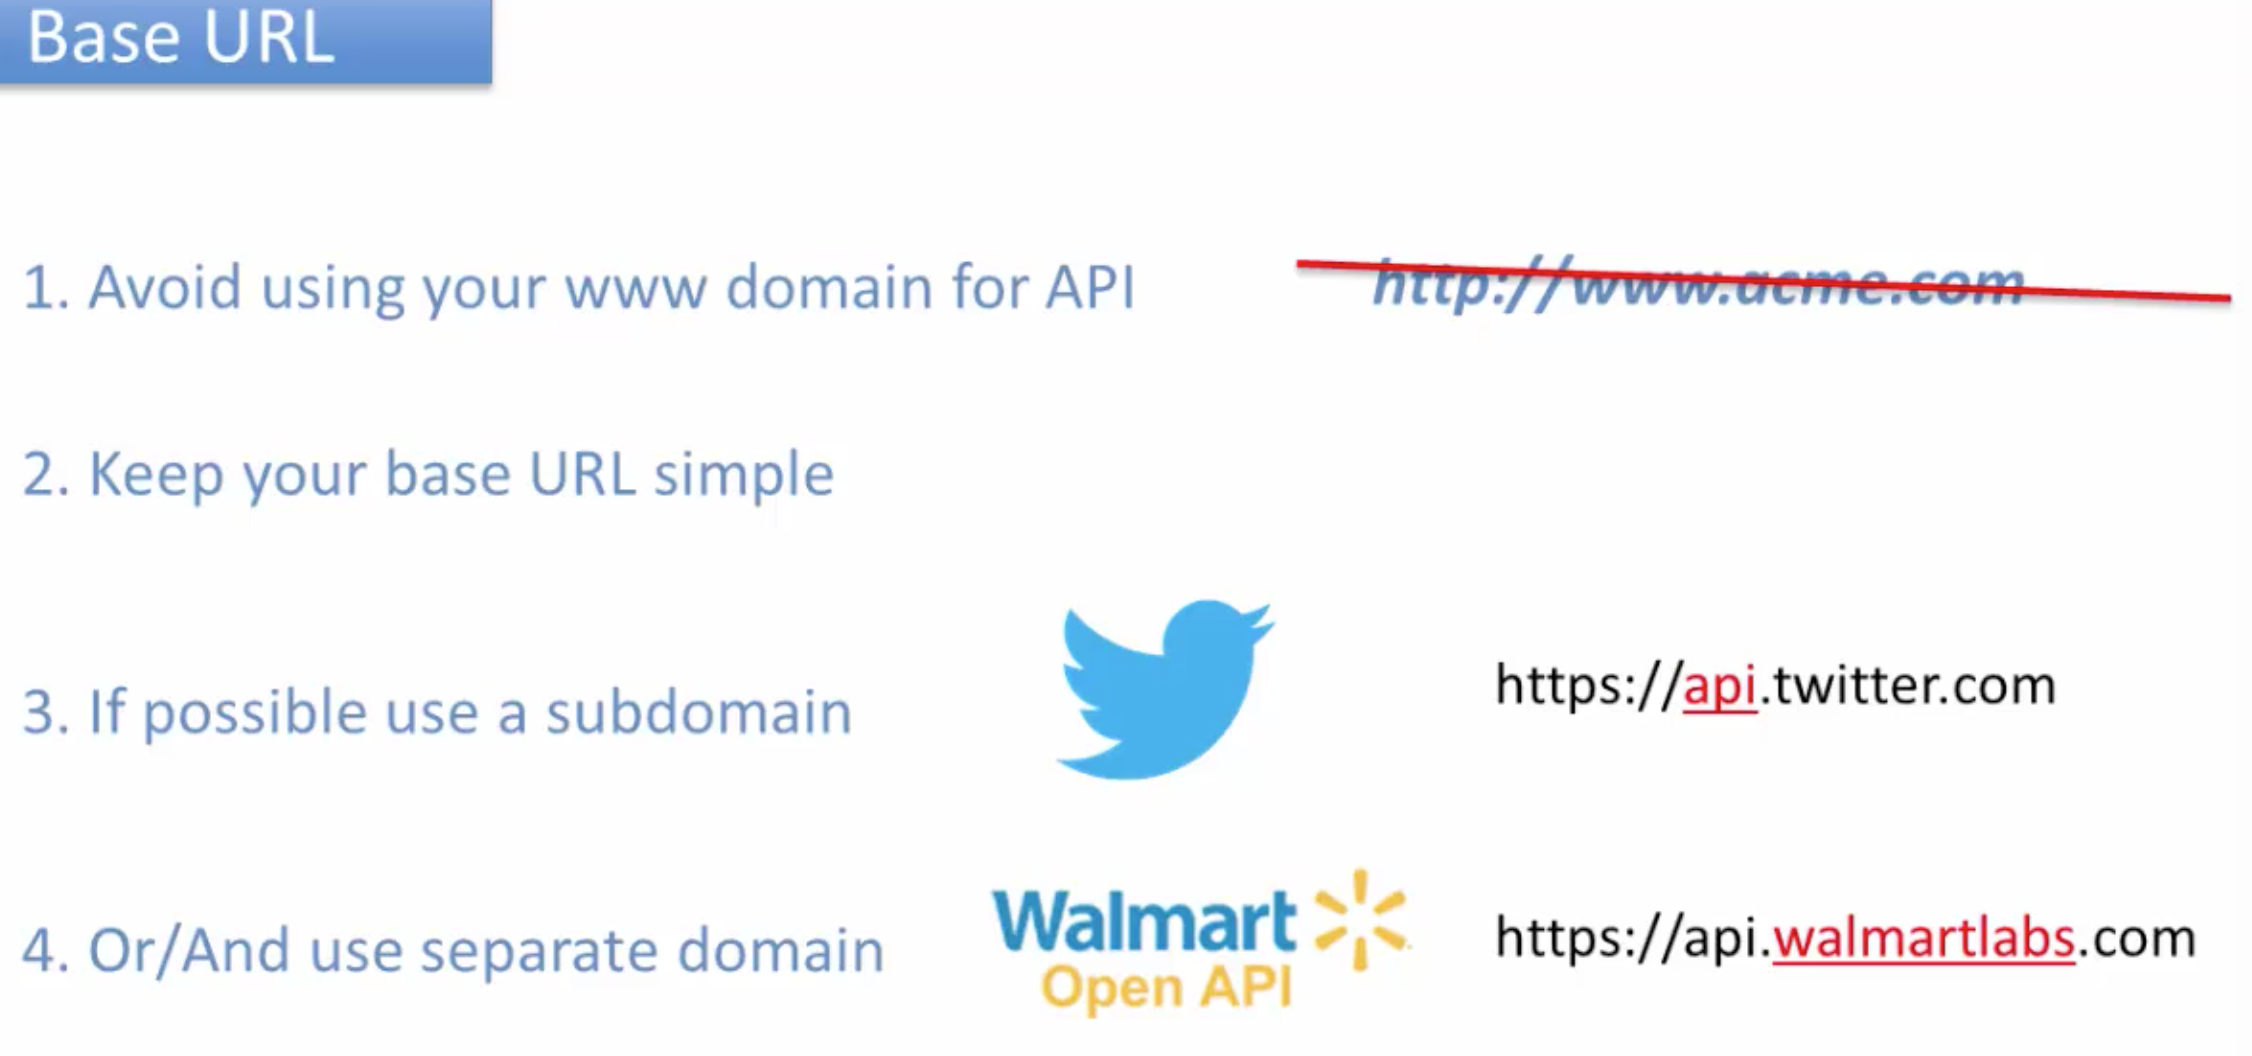 Base URL
1. Avoid using your www domain for API
http://www.acme.com
2. Keep your base URL simple
3. If possible use a subdomain
https://api.twitter.com
4. Or/And use separate domain
Walmart
Open API
https://api.walmartlabs.com